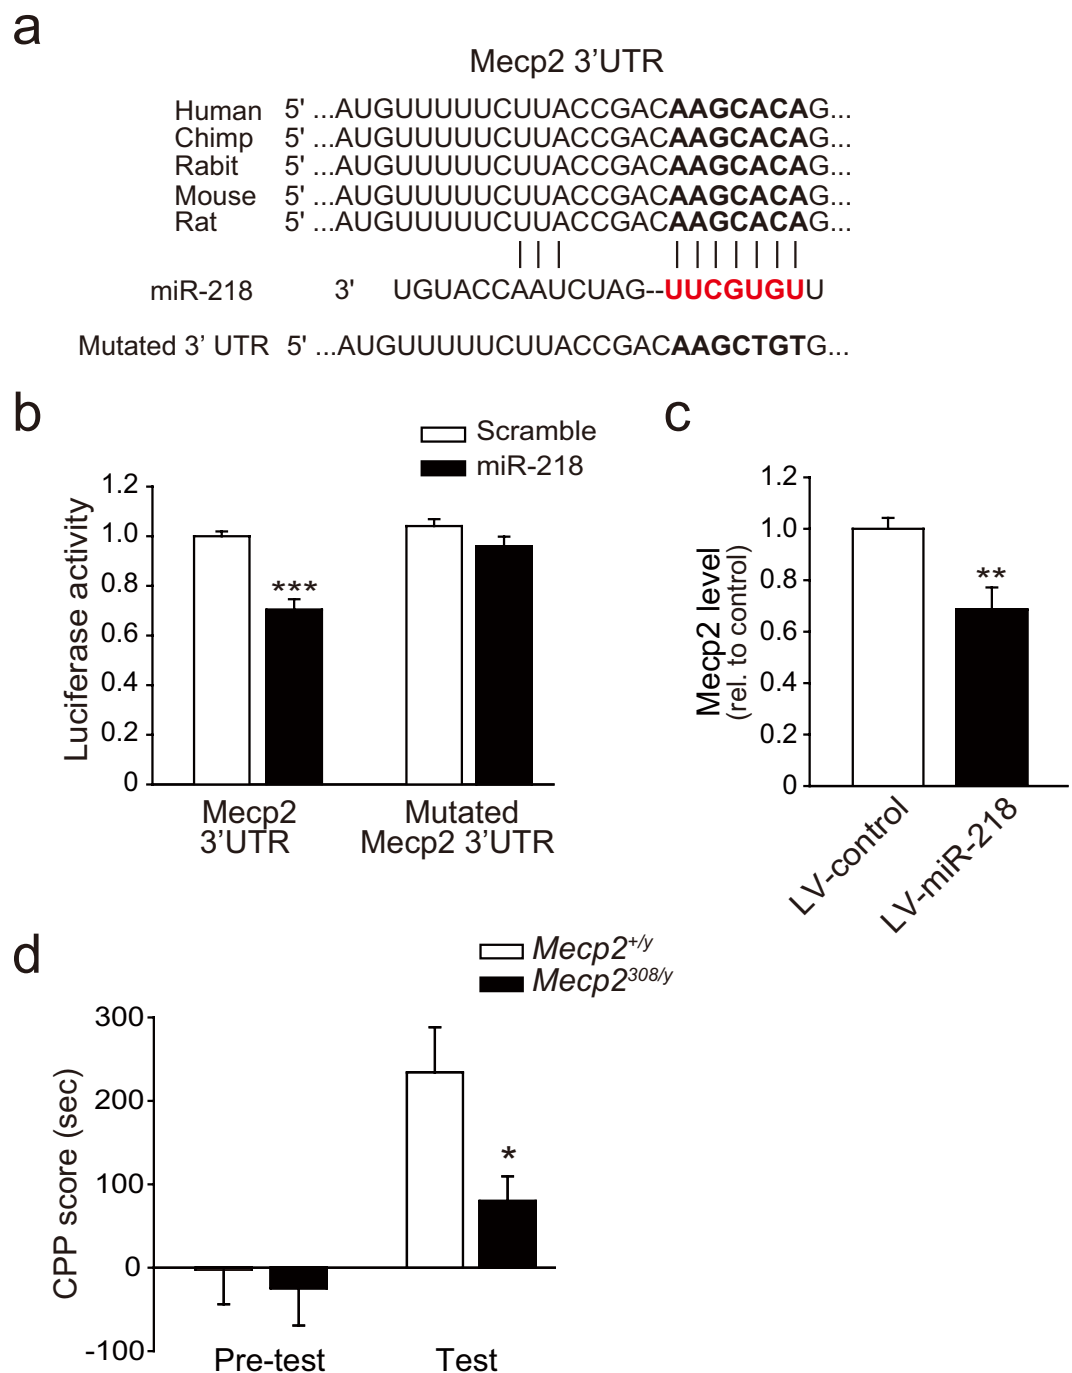 a
Mecp2 3'UTR
Human 5' ...AUGUUUUUCUUACCGACAAGCACAG...
Chimp 5' ...AUGUUUUUCUUACCGACAAGCACAG...
Rabit 5' ...AUGUUUUUCUUACCGACAAGCACAG...
Mouse 5' ...AUGUUUUUCUUACCGACAAGCACAG...
Rat 5' ...AUGUUUUUCUUACCGACAAGCACAG...
miR-218 3' UGUACCAAUCUAG--UUCGUGUU
Mutated 3' UTR 5' ...AUGUUUUUCUUACCGACAAGCTGTG...
b
Scramble
miR-218
Luciferase activity
1.2
1.0
0.8
0.6
0.4
0.2
0
***
Mecp2
3'UTR
Mutated
Mecp2 3'UTR
c
Mecp2 level
(rel. to control)
1.2
1.0
0.8
0.6
0.4
0.2
0
**
LV-control
LV-miR-218
d
Mecp2+/y
Mecp2308/y
CPP score (sec)
300
200
100
0
-100
*
Pre-test
Test